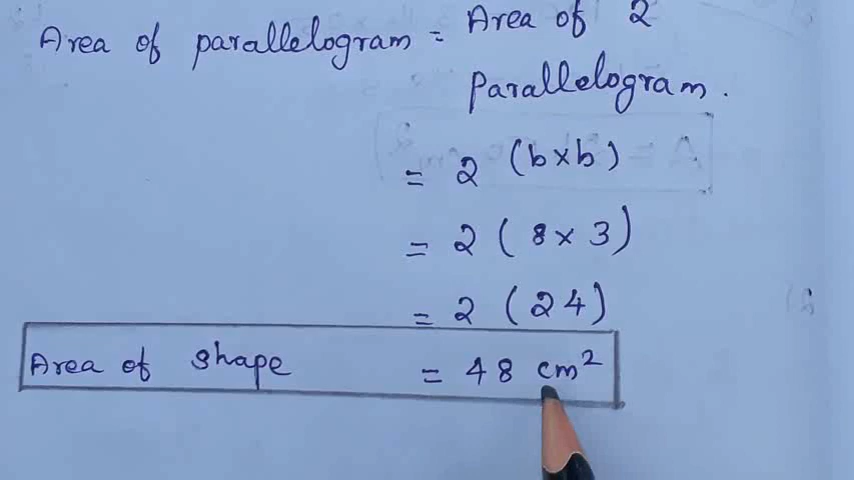 Area of parallelogram = Area of 2
parallelogram.
= 2 (b×b)
= 2 (8×3)
= 2 (24)
Area of shape = 48 cm²